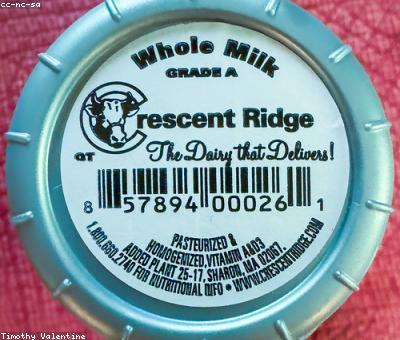 cc-nc-sa
Whole Milk
GRADE A
Crescent Ridge
QT
The Dairy that Delivers!
8 57894 00026 1
PASTEURIZED &
HOMOGENIZED, VITAMIN A&D3
ADDED PLANT 25-17, SHARON, MA 02067.
1.800.660.2740 FOR NUTRITIONAL INFO • WWW.CRESCENTRIDGE.COM
Timothy Valentine